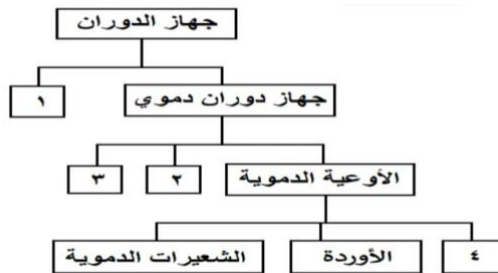 جهاز الدوران
جهاز دوران دموي
١
الأوعية الدموية
٢
٣
٤
الأوردة
الشعيرات الدموية